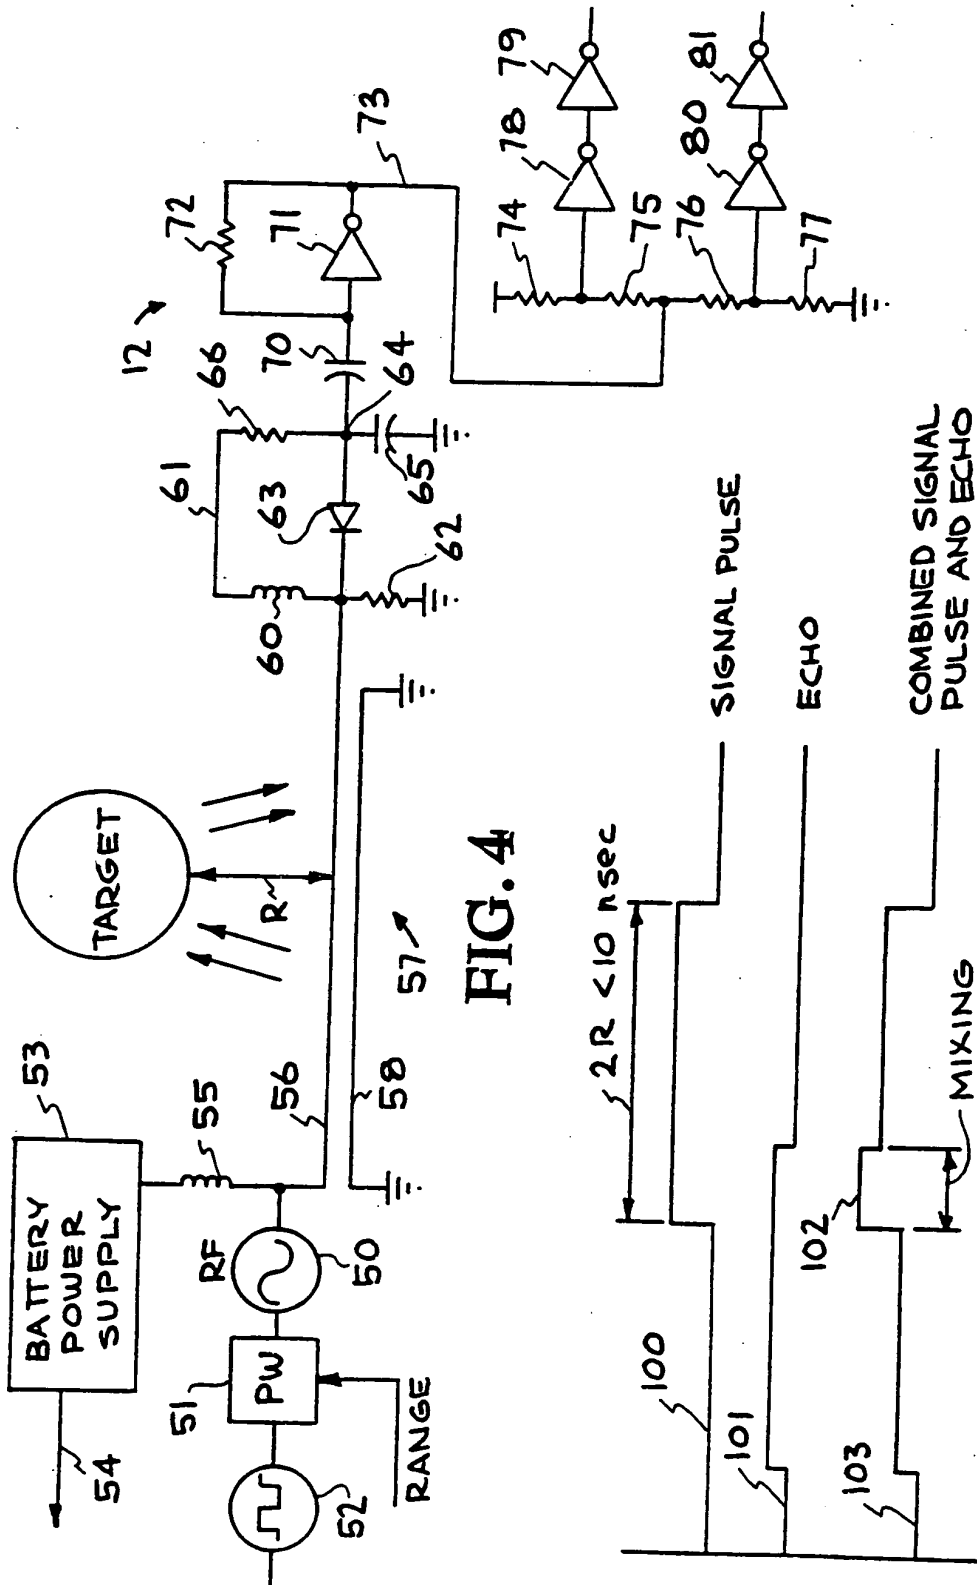 BATTERY
POWER
SUPPLY
53
54
55
RF
50
PW
51
52
RANGE
56
58
57
TARGET
R
FIG. 4
12
60
61
62
63
64
65
66
70
71
72
73
74
75
76
77
78
79
80
81
2R <10 nsec
100
SIGNAL PULSE
101
ECHO
102
103
MIXING
COMBINED SIGNAL
PULSE AND ECHO